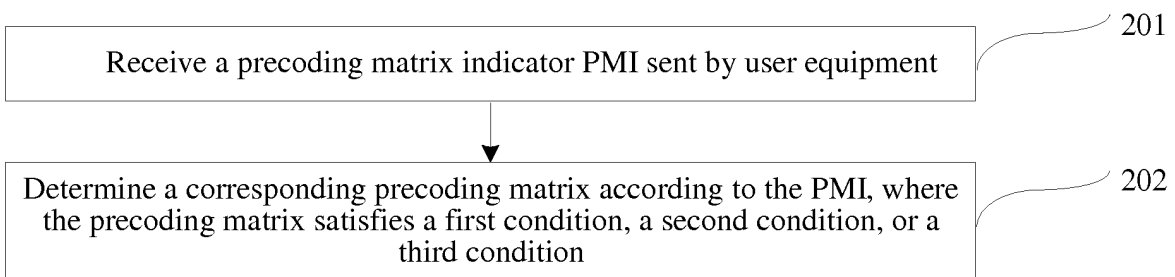 201
Receive a precoding matrix indicator PMI sent by user equipment
202
Determine a corresponding precoding matrix according to the PMI, where
the precoding matrix satisfies a first condition, a second condition, or a
third condition